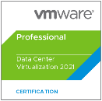 vmware®
Professional
Data Center
Virtualization 2021
CERTIFICATION